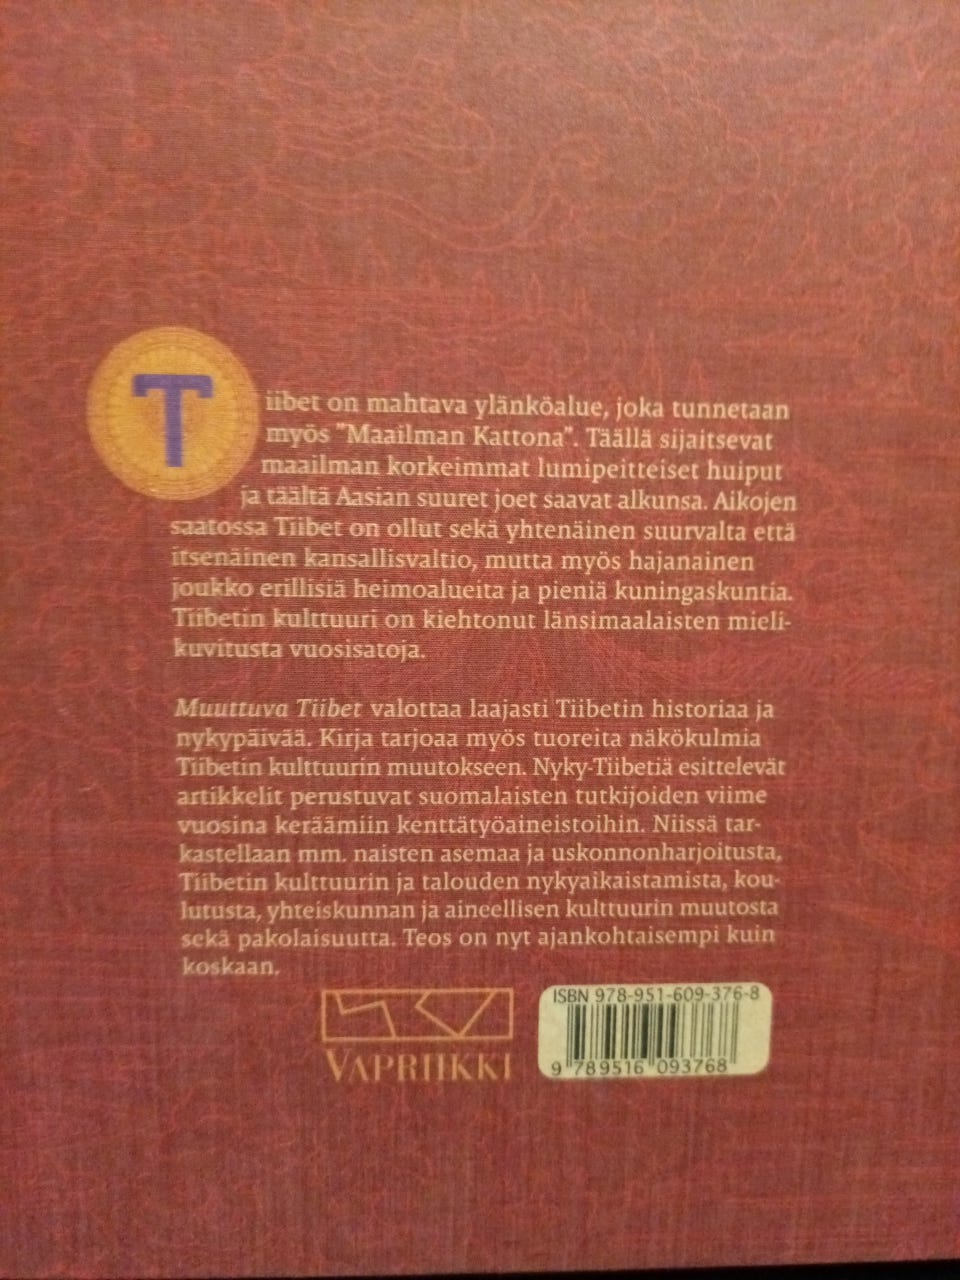 Tiibet on mahtava ylänköalue, joka tunnetaan
myös "Maailman Kattona". Täällä sijaitsevat
maailman korkeimmat lumipeitteiset huiput
ja täältä Aasian suuret joet saavat alkunsa. Aikojen
saatossa Tiibet on ollut sekä yhtenäinen suurvalta että
itsenäinen kansallisvaltio, mutta myös hajanainen
joukko erillisiä heimoalueita ja pieniä kuningaskuntia.
Tiibetin kulttuuri on kiehtonut länsimaalaisten mieli-
kuvitusta vuosisatoja.
Muuttuva Tiibet valottaa laajasti Tiibetin historiaa ja
nykypäivää. Kirja tarjoaa myös tuoreita näkökulmia
Tiibetin kulttuurin muutokseen. Nyky-Tiibetiä esittelevät
artikkelit perustuvat suomalaisten tutkijoiden viime
vuosina keräämiin kenttätyöaineistoihin. Niissä tar-
kastellaan mm. naisten asemaa ja uskonnonharjoitusta,
Tiibetin kulttuurin ja talouden nykyaikaistamista, kou-
lutusta, yhteiskunnan ja aineellisen kulttuurin muutosta
sekä pakolaisuutta. Teos on nyt ajankohtaisempi kuin
koskaan.
VAPRIIKKI
ISBN 978-951-609-376-8
9 789516 093768